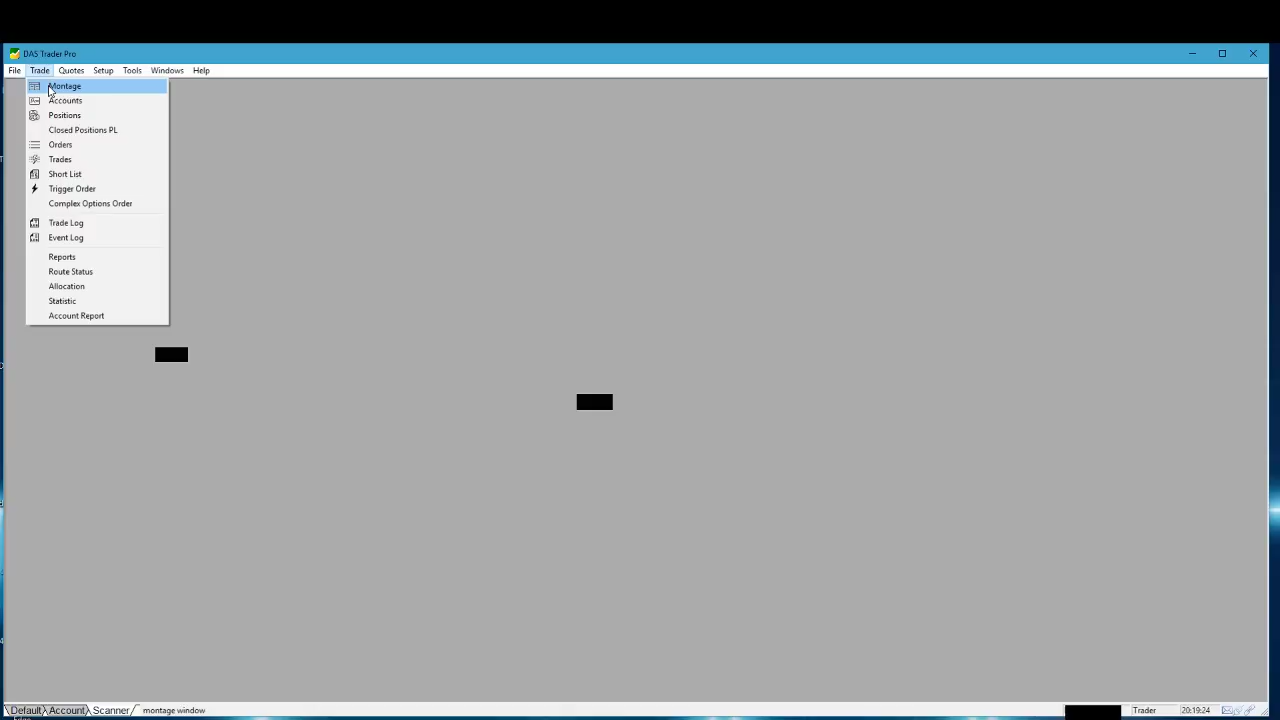 DAS Trader Pro
File Trade Quotes Setup Tools Windows Help
Montage
Accounts
Positions
Closed Positions PL
Orders
Trades
Short List
Trigger Order
Complex Options Order
Trade Log
Event Log
Reports
Route Status
Allocation
Statistic
Account Report
Default Account Scanner montage window Trader 20:19:24